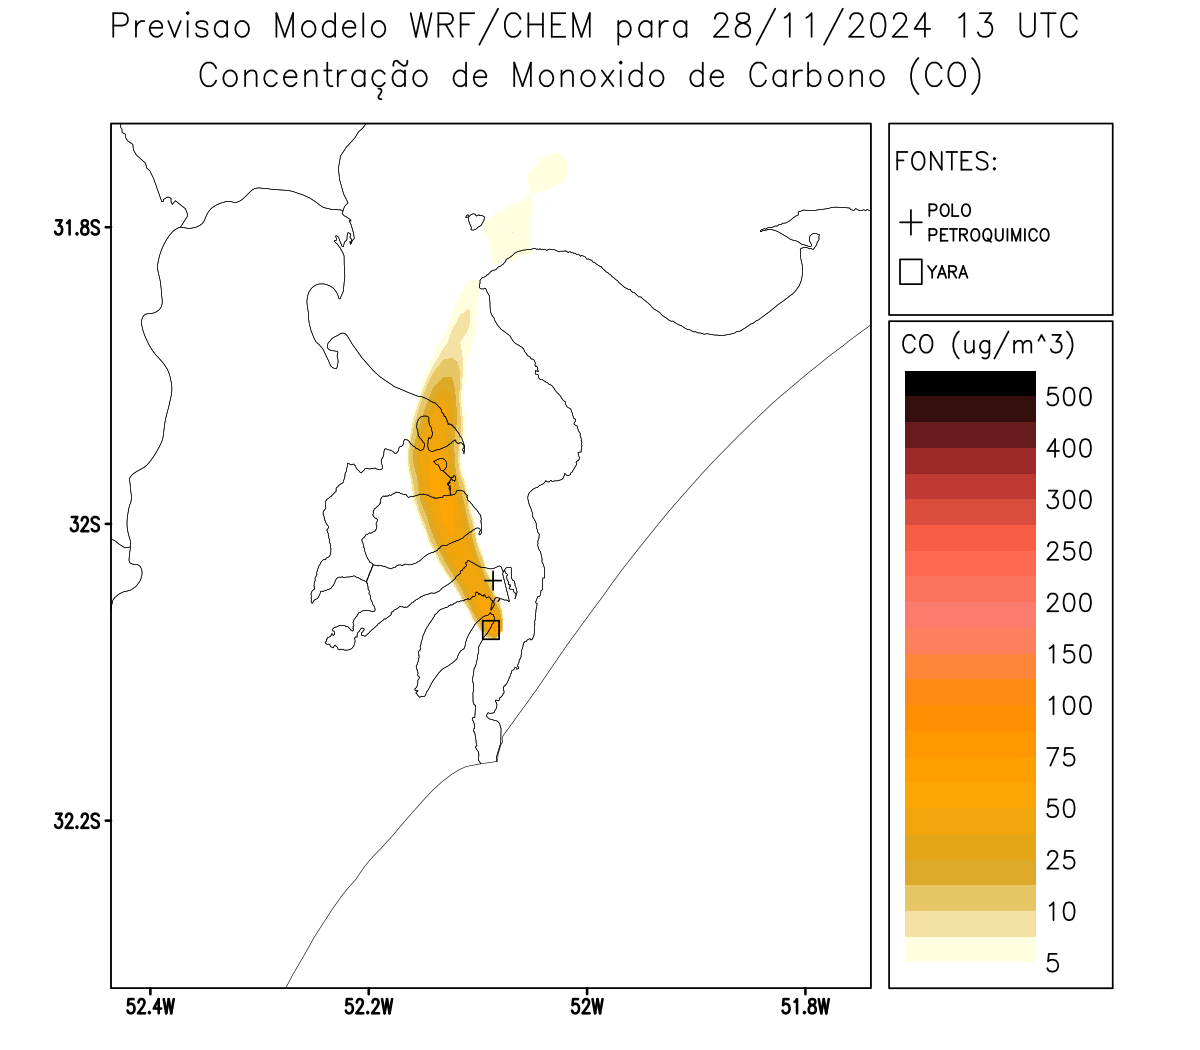 Previsao Modelo WRF/CHEM para 28/11/2024 13 UTC
Concentração de Monoxido de Carbono (CO)
FONTES:
POLO
PETROQUIMICO
YARA
CO (ug/m^3)
500
400
300
250
200
150
100
75
50
25
10
5
31.8S
32S
32.2S
52.4W
52.2W
52W
51.8W